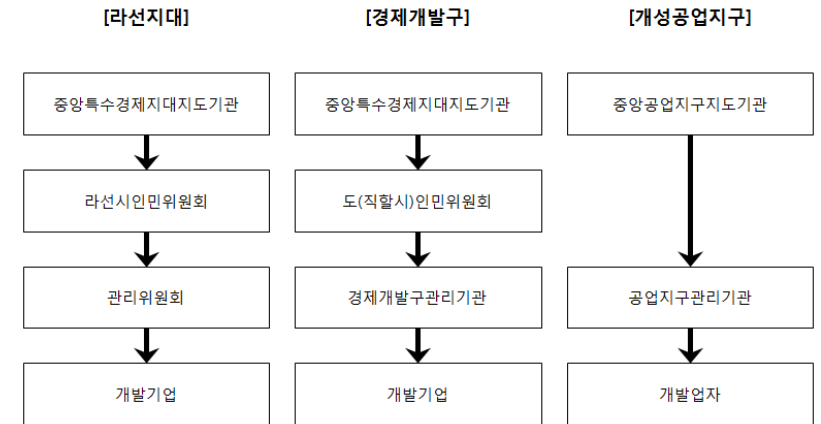 [라선지대]
[경제개발구]
[개성공업지구]
중앙특수경제지대지도기관
중앙특수경제지대지도기관
중앙공업지구지도기관
라선시인민위원회
도(직할시)인민위원회
관리위원회
경제개발구관리기관
공업지구관리기관
개발기업
개발기업
개발업자